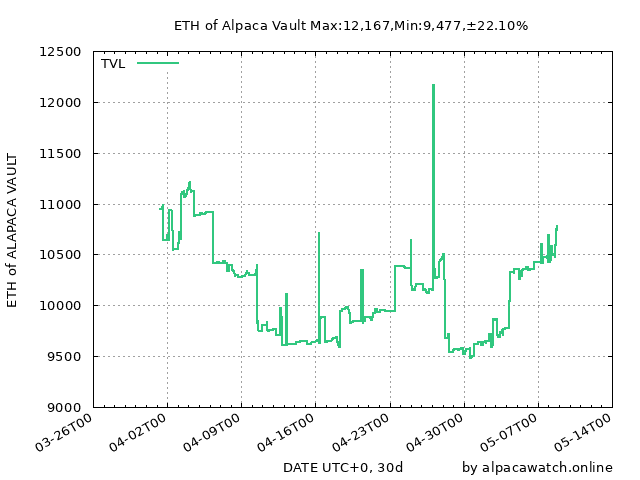 ETH of Alpaca Vault Max:12,167,Min:9,477,±22.10%
TVL
12500
12000
11500
11000
10500
10000
9500
9000
ETH of ALAPACA VAULT
03-26T00
04-02T00
04-09T00
04-16T00
04-23T00
04-30T00
05-07T00
05-14T00
DATE UTC+0, 30d
by alpacawatch.online